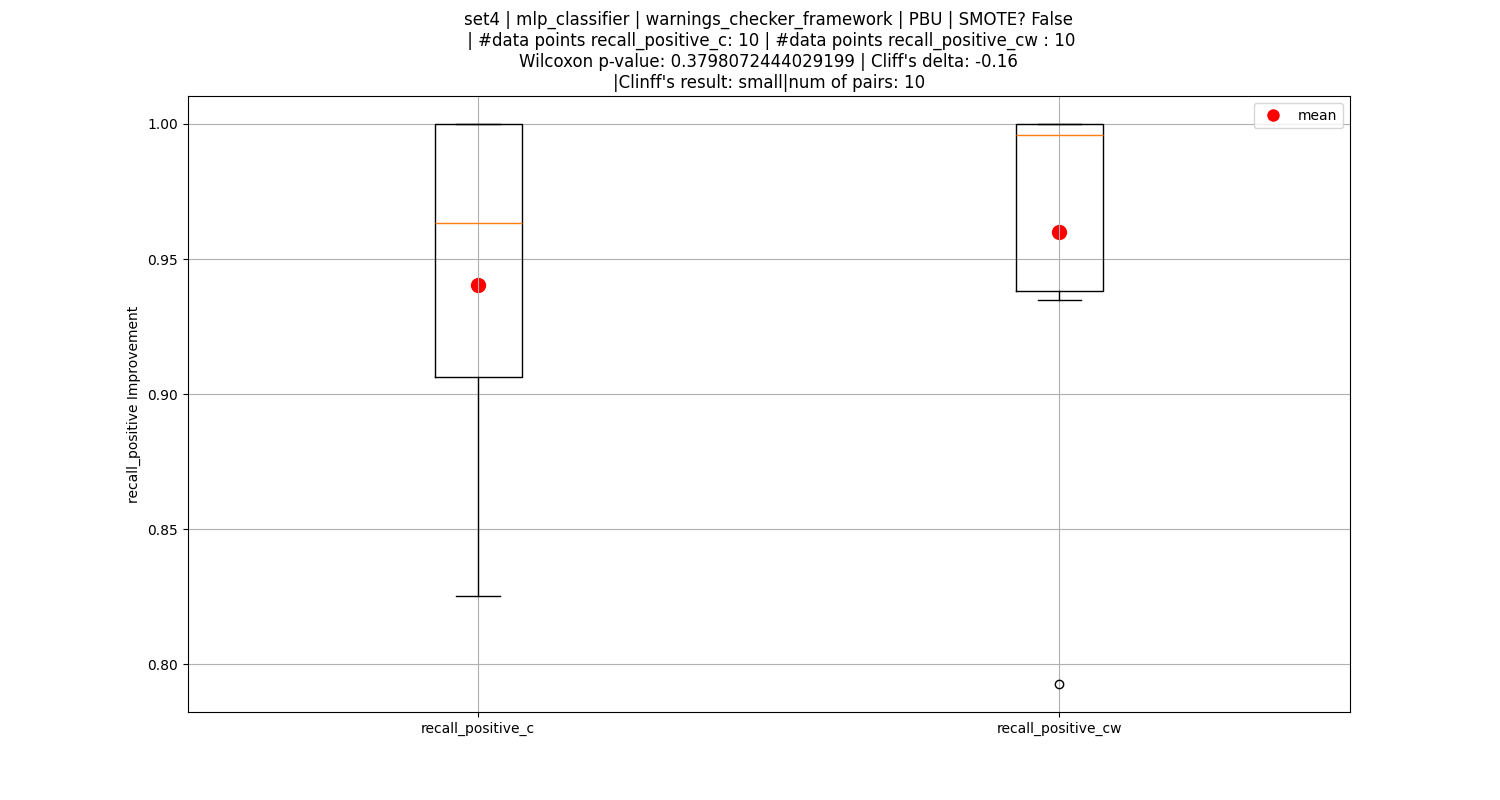 set4 | mlp_classifier | warnings_checker_framework | PBU | SMOTE? False
| #data points recall_positive_c: 10 | #data points recall_positive_cw : 10
Wilcoxon p-value: 0.3798072444029199 | Cliff's delta: -0.16
|Clinff's result: small|num of pairs: 10
mean
1.00
0.95
0.90
0.85
0.80
recall_positive Improvement
recall_positive_c
recall_positive_cw